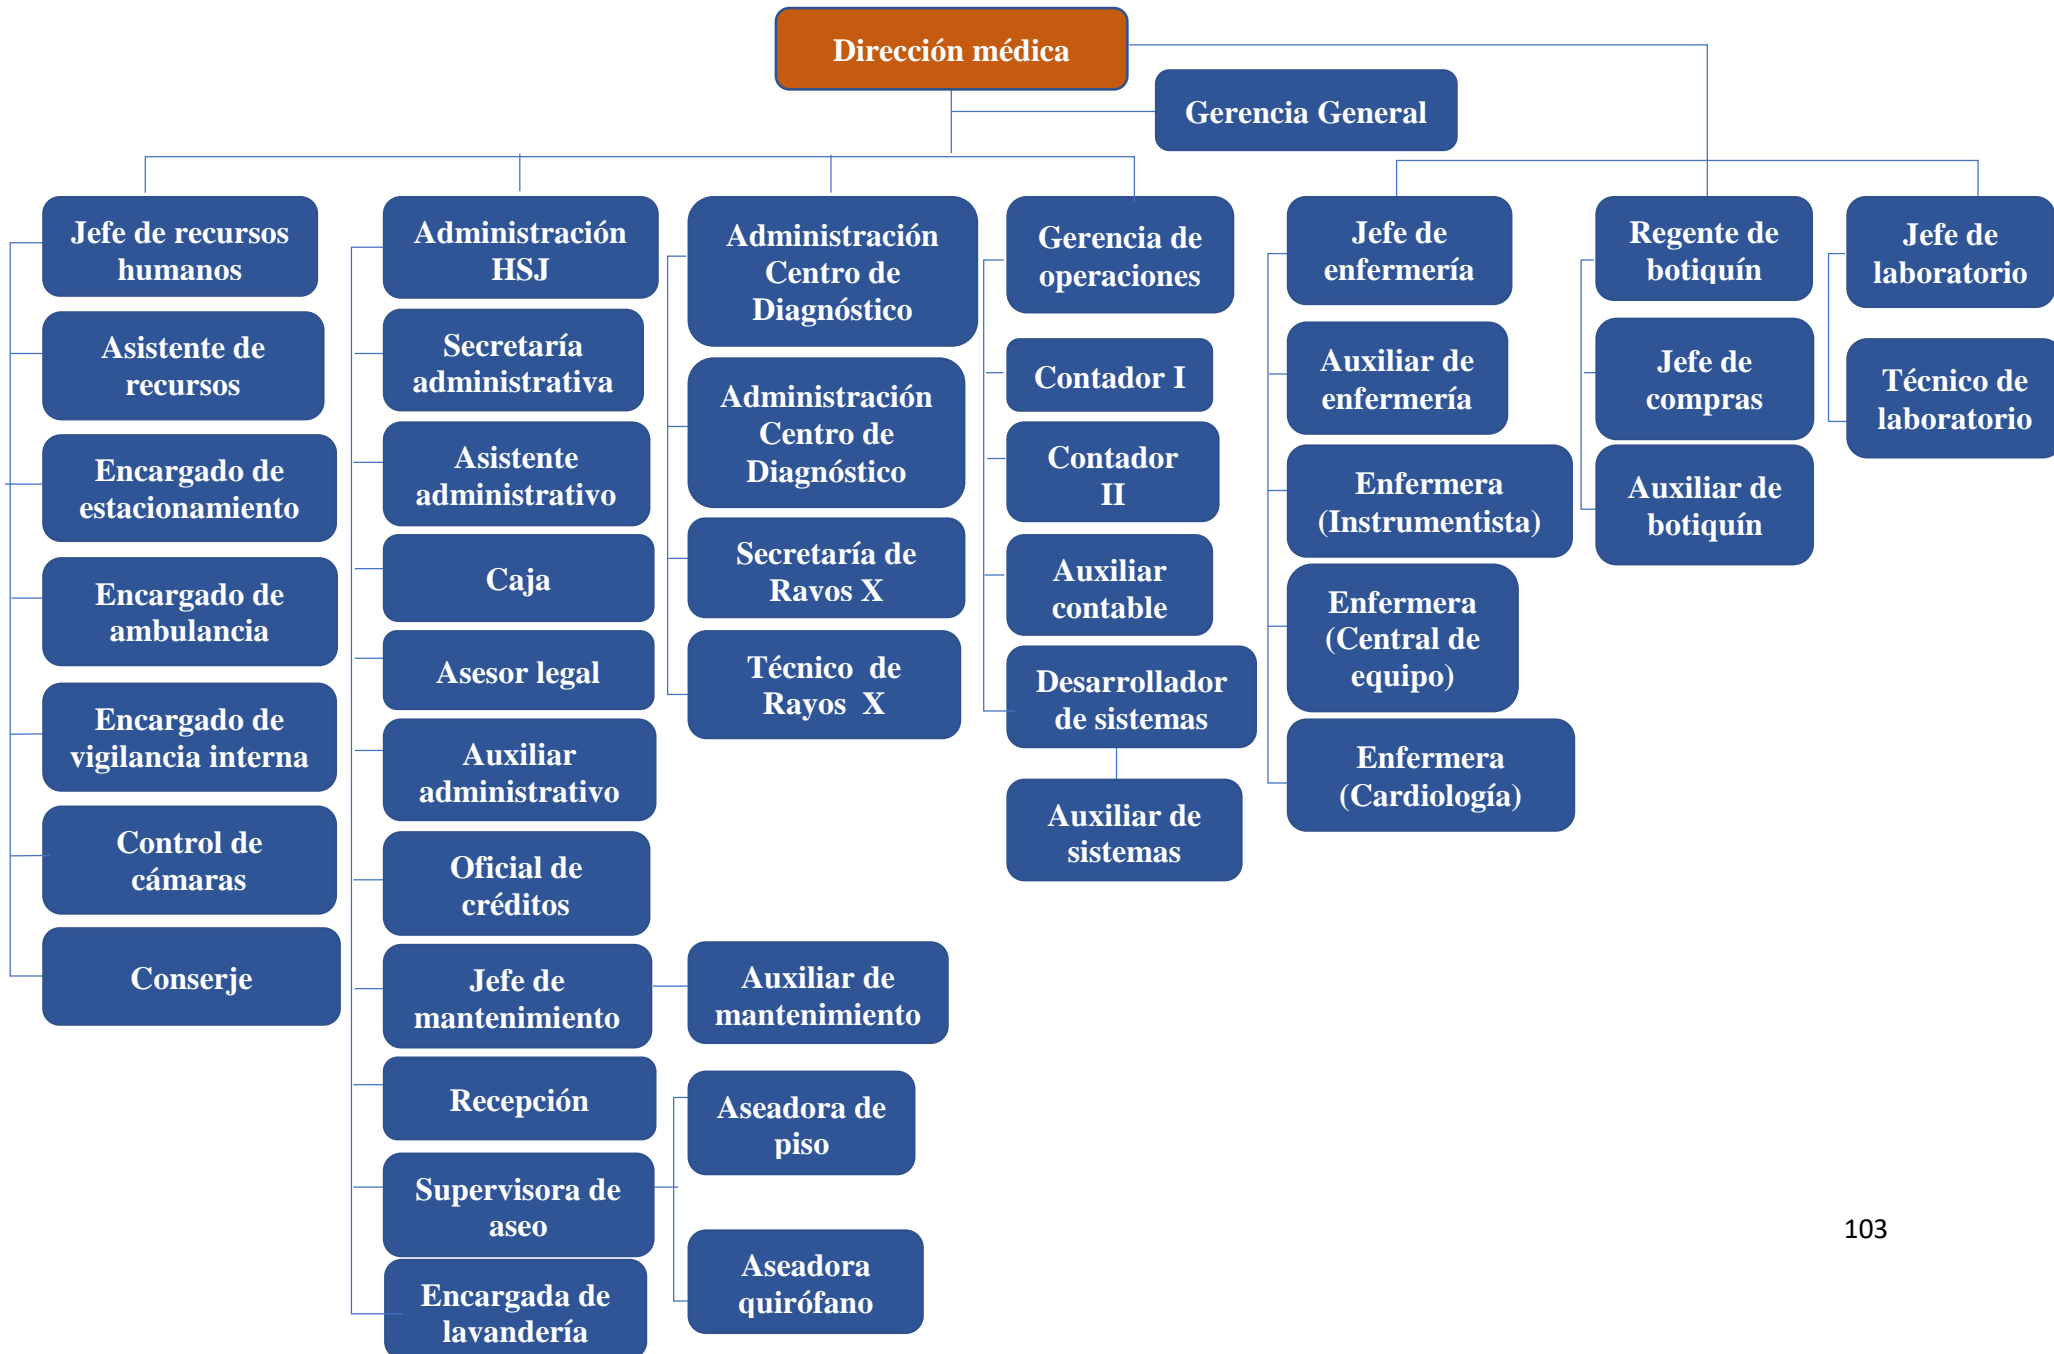 Dirección médica
Gerencia General
Jefe de recursos
humanos
Asistente de
recursos
Encargado de
estacionamiento
Encargado de
ambulancia
Encargado de
vigilancia interna
Control de
cámaras
Conserje
Administración
HSJ
Secretaría
administrativa
Asistente
administrativo
Caja
Asesor legal
Auxiliar
administrativo
Oficial de
créditos
Jefe de
mantenimiento
Auxiliar de
mantenimiento
Recepción
Supervisora de
aseo
Aseadora de
piso
Aseadora
quirófano
Encargada de
lavandería
Administración
Centro de
Diagnóstico
Administración
Centro de
Diagnóstico
Secretaría de
Rayos X
Técnico de
Rayos X
Gerencia de
operaciones
Contador I
Contador
II
Auxiliar
contable
Desarrollador
de sistemas
Auxiliar de
sistemas
Jefe de
enfermería
Auxiliar de
enfermería
Enfermera
(Instrumentista)
Enfermera
(Central de
equipo)
Enfermera
(Cardiología)
Regente de
botiquín
Jefe de
compras
Auxiliar de
botiquín
Jefe de
laboratorio
Técnico de
laboratorio
103